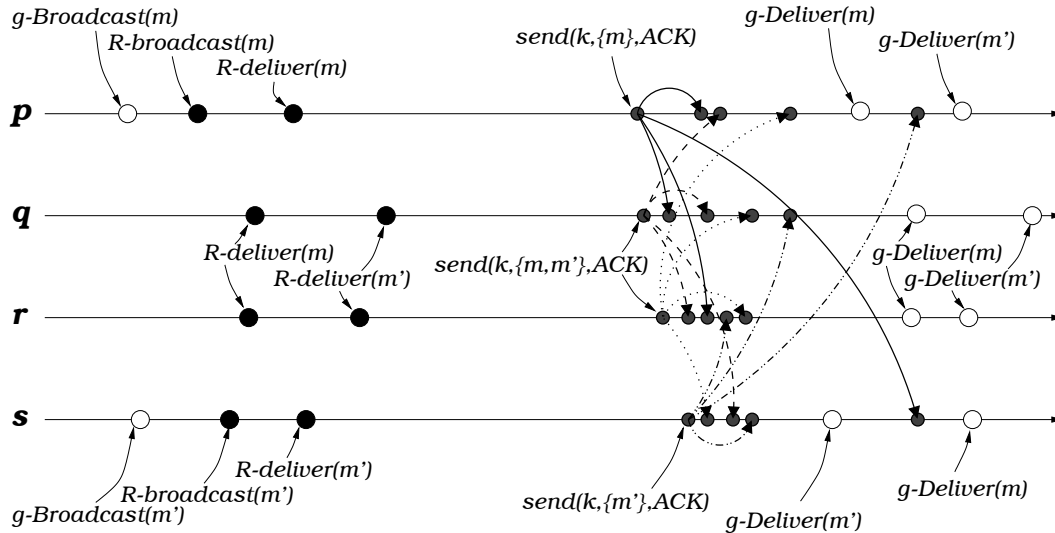 g-Broadcast(m)
R-broadcast(m)
R-deliver(m)
send(k,{m},ACK)
g-Deliver(m)
g-Deliver(m')
p
q
R-deliver(m)
R-deliver(m')
send(k,{m,m'},ACK)
g-Deliver(m)
g-Deliver(m')
r
s
R-deliver(m')
R-broadcast(m')
g-Broadcast(m')
send(k,{m'},ACK)
g-Deliver(m')
g-Deliver(m)